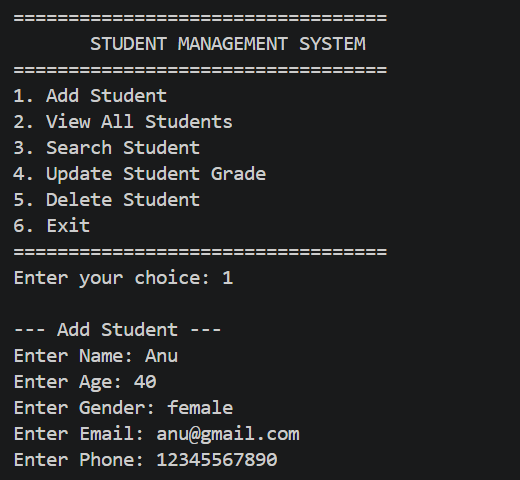 ==================================
STUDENT MANAGEMENT SYSTEM
==================================
1. Add Student
2. View All Students
3. Search Student
4. Update Student Grade
5. Delete Student
6. Exit
==================================
Enter your choice: 1
--- Add Student ---
Enter Name: Anu
Enter Age: 40
Enter Gender: female
Enter Email: anu@gmail.com
Enter Phone: 12345567890